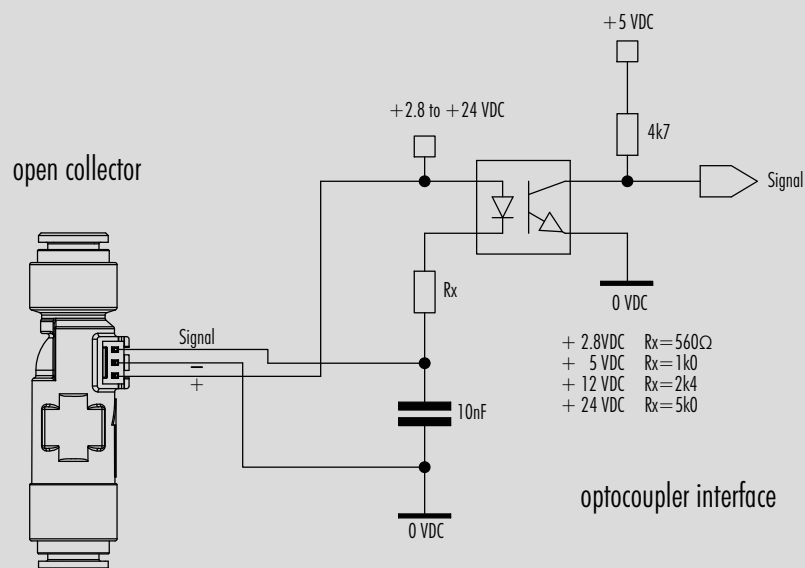 +5 VDC
+2.8 to +24 VDC
4k7
open collector
Signal
Rx
0 VDC
Signal
−
+
+ 2.8VDC Rx=560Ω
+ 5 VDC Rx=1k0
+ 12 VDC Rx=2k4
+ 24 VDC Rx=5k0
10nF
optocoupler interface
0 VDC